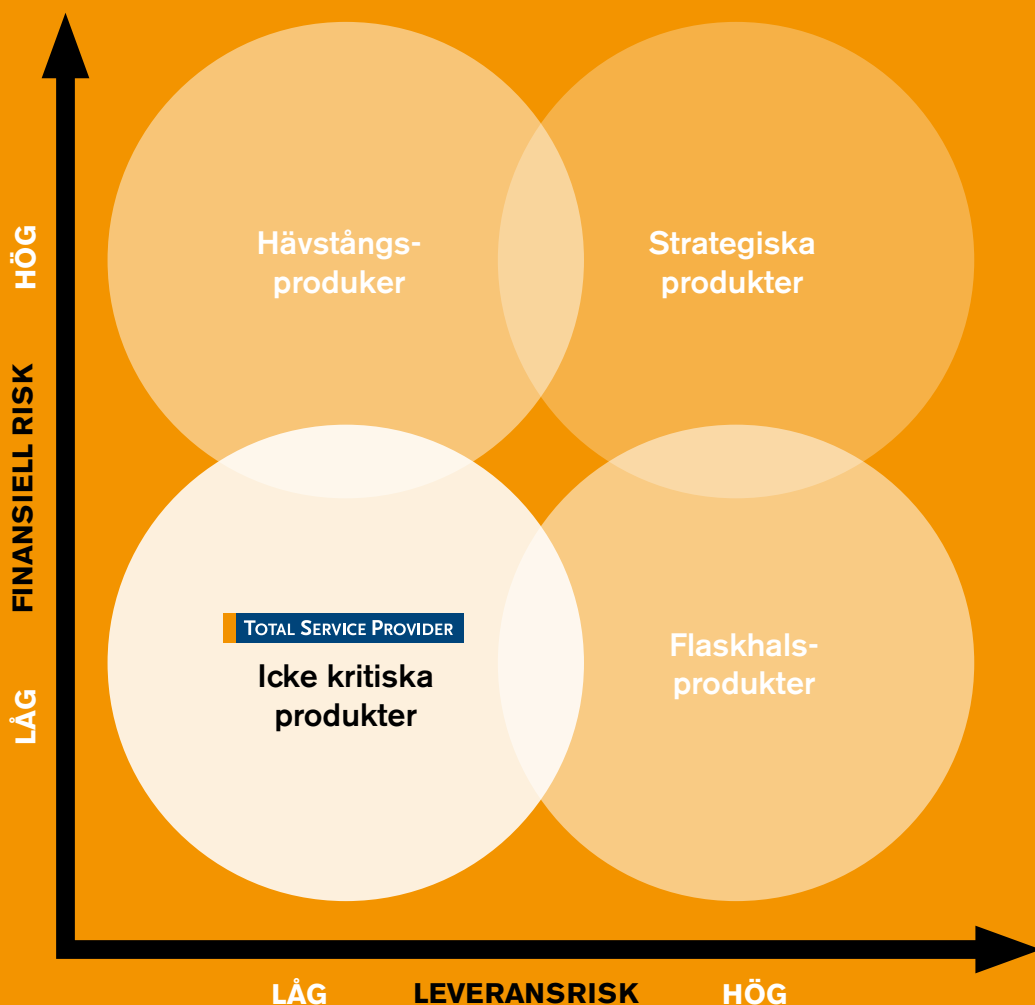 HÖG
FINANSIELL RISK
LÅG
Hävstångs-
produker
Strategiska
produkter
TOTAL SERVICE PROVIDER
Icke kritiska
produkter
Flaskhals-
produkter
LÅG
LEVERANSRISK
HÖG